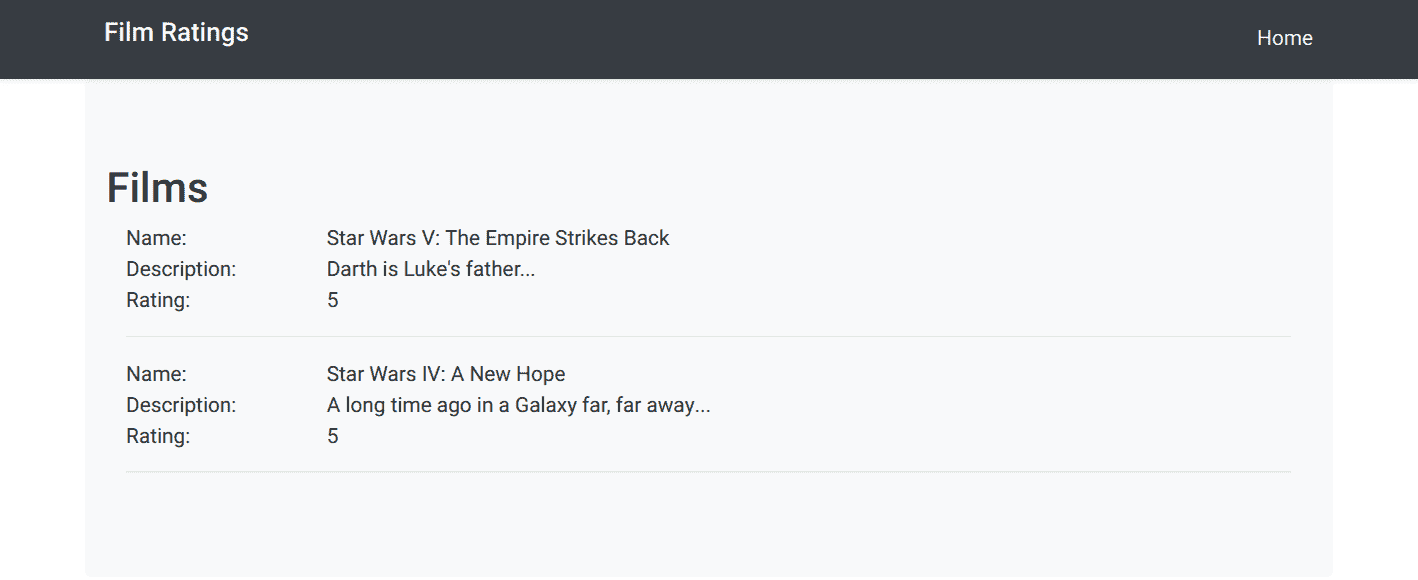 Film Ratings
Home
Films
Name: Star Wars V: The Empire Strikes Back
Description: Darth is Luke's father...
Rating: 5
Name: Star Wars IV: A New Hope
Description: A long time ago in a Galaxy far, far away...
Rating: 5